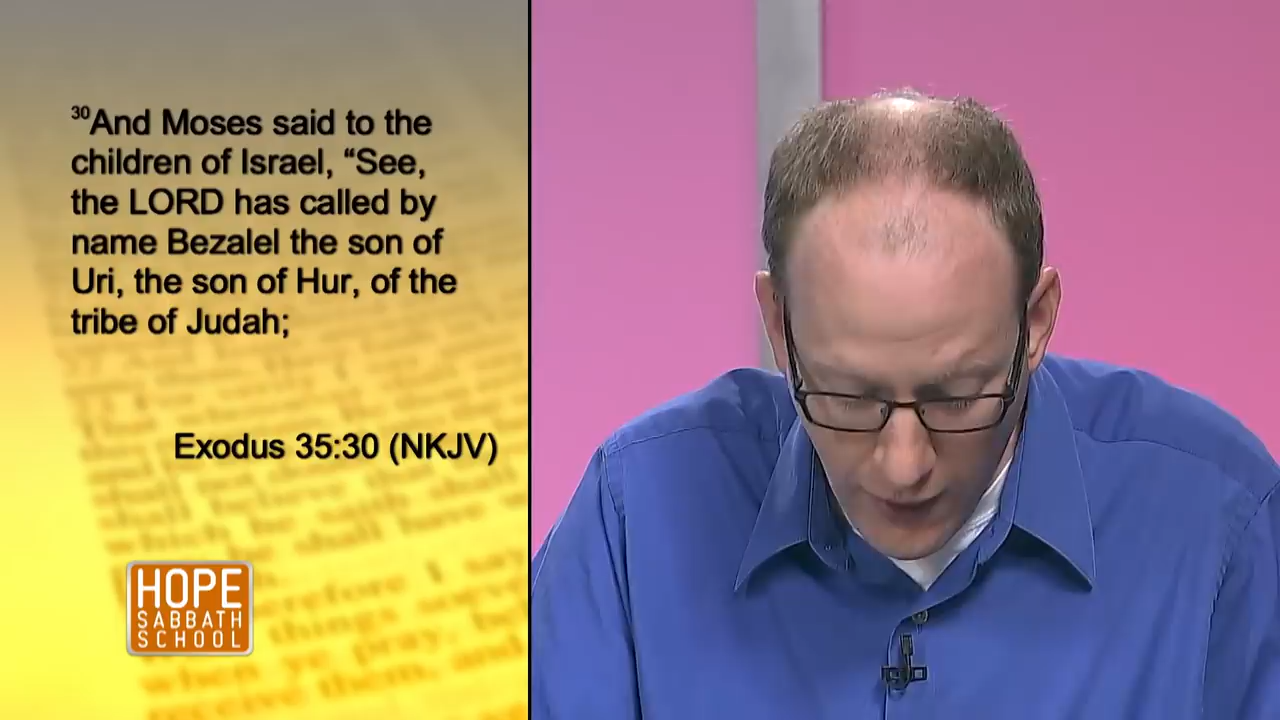 ³⁰And Moses said to the
children of Israel, “See,
the LORD has called by
name Bezalel the son of
Uri, the son of Hur, of the
tribe of Judah;
Exodus 35:30 (NKJV)
HOPE
SABBATH
SCHOOL